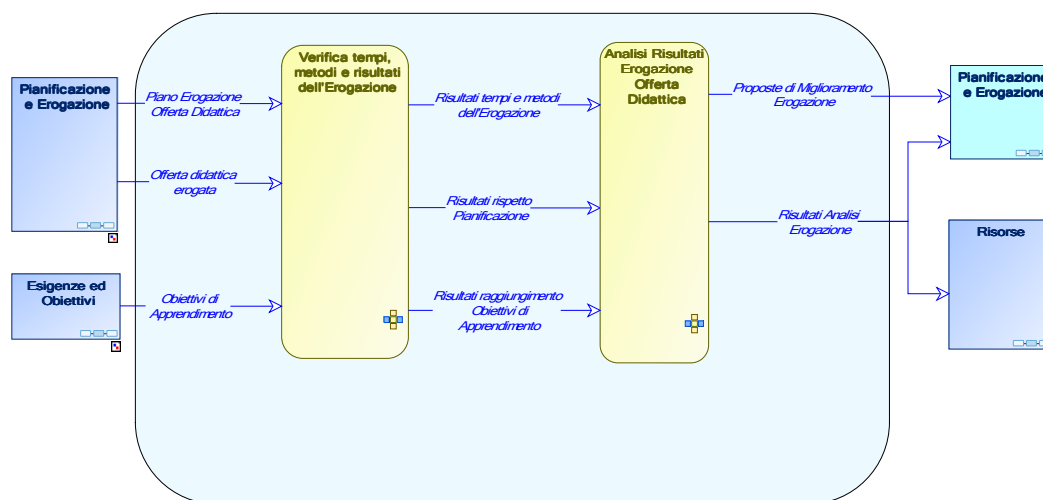 Pianificazione
e Erogazione
Esigenze ed
Obiettivi
Piano Erogazione
Offerta Didattica
Offerta didattica
erogata
Obiettivi di
Apprendimento
Verifica tempi,
metodi e risultati
dell'Erogazione
Risultati tempi e metodi
dell'Erogazione
Risultati rispetto
Pianificazione
Risultati raggiungimento
Obiettivi di
Apprendimento
Analisi Risultati
Erogazione
Offerta
Didattica
Proposte di Miglioramento
Erogazione
Risultati Analisi
Erogazione
Pianificazione
e Erogazione
Risorse